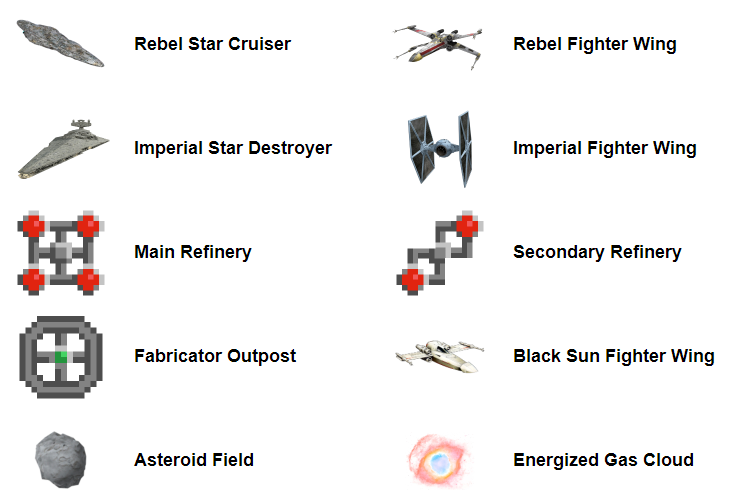 Rebel Star Cruiser
Rebel Fighter Wing
Imperial Star Destroyer
Imperial Fighter Wing
Main Refinery
Secondary Refinery
Fabricator Outpost
Black Sun Fighter Wing
Asteroid Field
Energized Gas Cloud